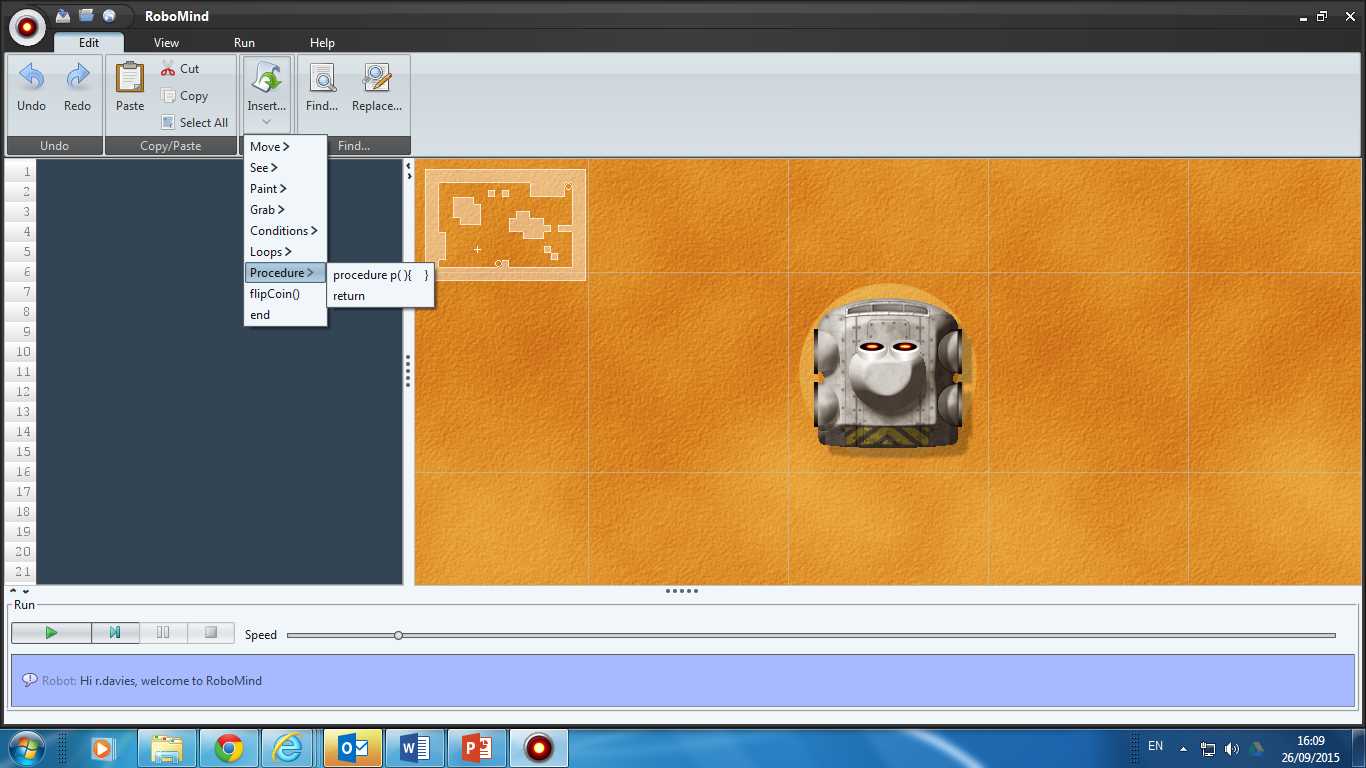 RoboMind
Edit View Run Help
Undo Redo Paste Cut Copy Select All Insert... Find... Replace...
Undo Copy/Paste Find...
Move >
See >
Paint >
Grab >
Conditions >
Loops >
Procedure >
flipCoin()
end
procedure p( ){ }
return
1
2
3
4
5
6
7
8
9
10
11
12
13
14
15
16
17
18
19
20
21
Run
Speed
Robot: Hi r.davies, welcome to RoboMind
EN
16:09
26/09/2015